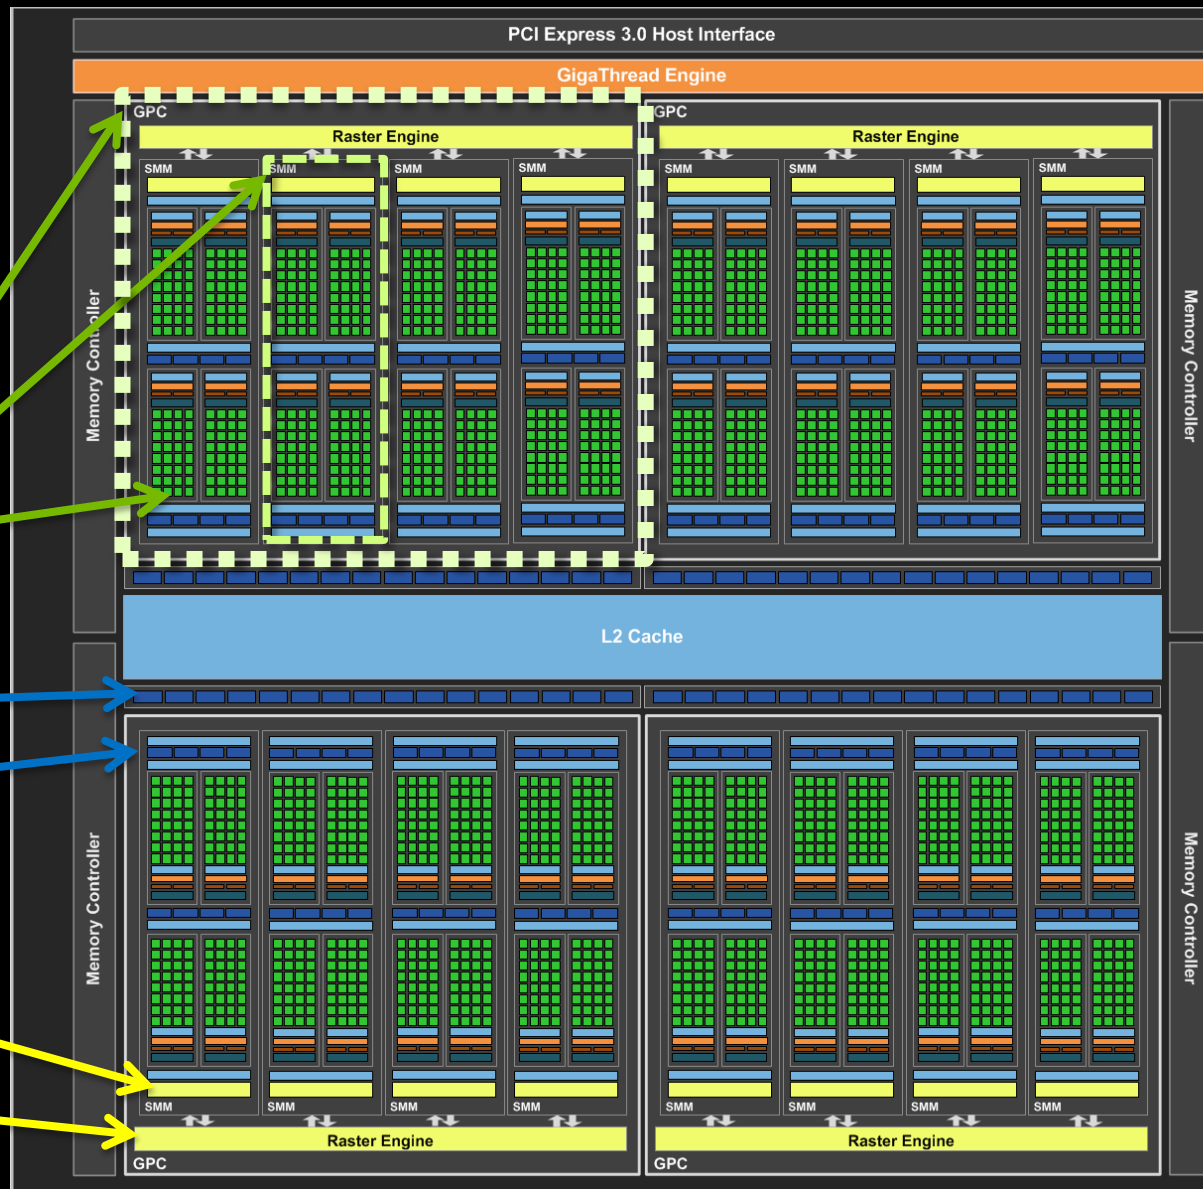 PCI Express 3.0 Host Interface
GigaThread Engine
GPC
GPC
Raster Engine
Raster Engine
SMM
SMM
SMM
SMM
SMM
SMM
SMM
SMM
Memory Controller
Memory Controller
L2 Cache
Memory Controller
Memory Controller
SMM
SMM
SMM
SMM
SMM
SMM
SMM
SMM
Raster Engine
Raster Engine
GPC
GPC